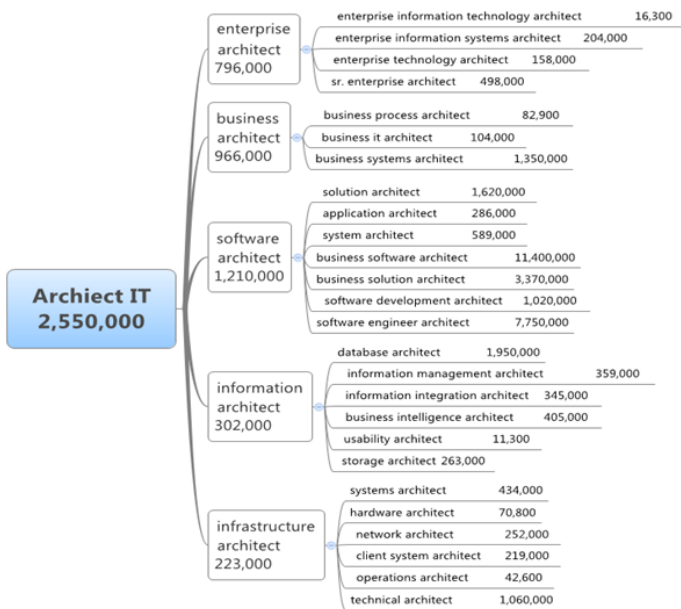 Archiect IT
2,550,000
enterprise
architect
796,000
enterprise information technology architect 16,300
enterprise information systems architect 204,000
enterprise technology architect 158,000
sr. enterprise architect 498,000
business
architect
966,000
business process architect 82,900
business it architect 104,000
business systems architect 1,350,000
software
architect
1,210,000
solution architect 1,620,000
application architect 286,000
system architect 589,000
business software architect 11,400,000
business solution architect 3,370,000
software development architect 1,020,000
software engineer architect 7,750,000
information
architect
302,000
database architect 1,950,000
information management architect 359,000
information integration architect 345,000
business intelligence architect 405,000
usability architect 11,300
storage architect 263,000
infrastructure
architect
223,000
systems architect 434,000
hardware architect 70,800
network architect 252,000
client system architect 219,000
operations architect 42,600
technical architect 1,060,000